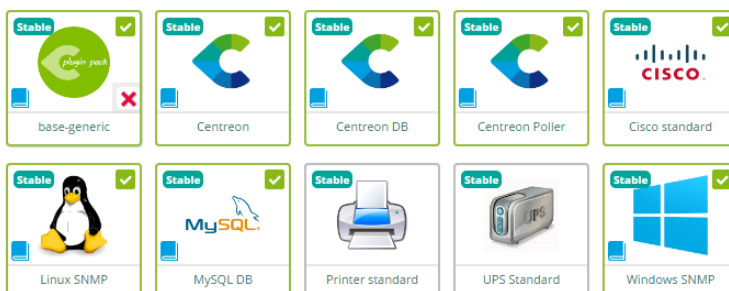 Stable
Stable
Stable
Stable
Stable
plugin pack
CISCO
base-generic
Centreon
Centreon DB
Centreon Poller
Cisco standard
Stable
Stable
Stable
Stable
Stable
MySQL
UPS
Linux SNMP
MySQL DB
Printer standard
UPS Standard
Windows SNMP